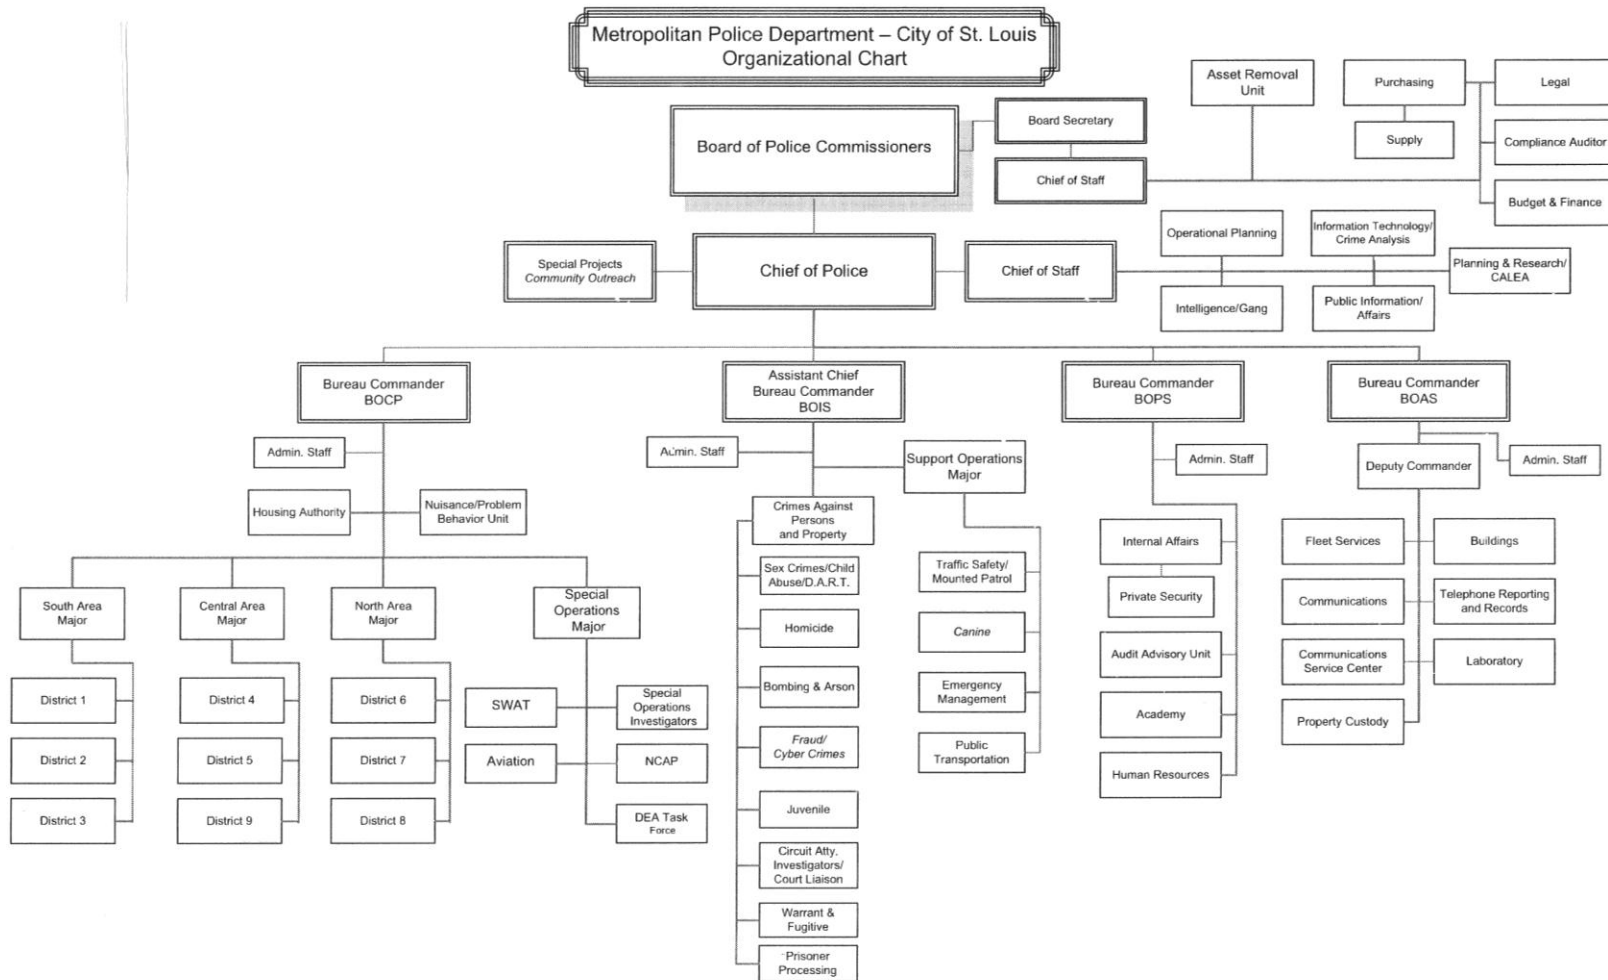 Metropolitan Police Department – City of St. Louis
Organizational Chart
Asset Removal
Unit
Purchasing
Legal
Board of Police Commissioners
Board Secretary
Supply
Compliance Auditor
Chief of Staff
Budget & Finance
Special Projects
Community Outreach
Chief of Police
Chief of Staff
Operational Planning
Information Technology/
Crime Analysis
Planning & Research/
CALEA
Intelligence/Gang
Public Information/
Affairs
Bureau Commander
BOCP
Assistant Chief
Bureau Commander
BOIS
Bureau Commander
BOPS
Bureau Commander
BOAS
Admin. Staff
Housing Authority
Nuisance/Problem
Behavior Unit
South Area
Major
District 1
District 2
District 3
Central Area
Major
District 4
District 5
District 9
North Area
Major
District 6
District 7
District 8
Special
Operations
Major
SWAT
Special
Operations
Investigators
Aviation
NCAP
DEA Task
Force
Admin. Staff
Support Operations
Major
Crimes Against
Persons
and Property
Sex Crimes/Child
Abuse/D.A.R.T.
Homicide
Bombing & Arson
Fraud/
Cyber Crimes
Juvenile
Circuit Atty.
Investigators/
Court Liaison
Warrant &
Fugitive
Prisoner
Processing
Traffic Safety/
Mounted Patrol
Canine
Emergency
Management
Public
Transportation
Admin. Staff
Internal Affairs
Private Security
Audit Advisory Unit
Academy
Human Resources
Deputy Commander
Admin. Staff
Fleet Services
Buildings
Communications
Telephone Reporting
and Records
Communications
Service Center
Laboratory
Property Custody